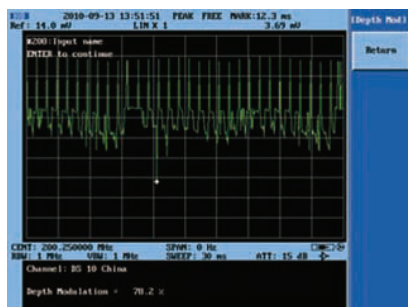 2010-09-13 13:51:51 PEAK FREE MARK:12.3 ms
Ref: 14.0 mV LIN X 1 3.69 mV
[Depth Mod]
Return
W200:Input name
ENTER to continue
CENT: 200.250000 MHz SPAN: 0 Hz
RBW: 1 MHz VBW: 1 MHz SWEEP: 30 ms ATT: 15 dB
Channel: DS 10 China
Depth Modulation = 78.2 %